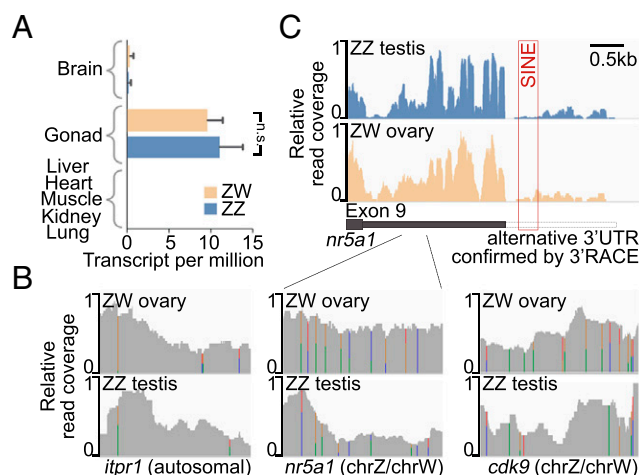 A
Brain
Gonad
Liver
Heart
Muscle
Kidney
Lung
n.s.
ZW
ZZ
0 5 10 15
Transcript per million
C
1
ZZ testis
0
1
ZW ovary
0
Relative
read coverage
SINE
0.5kb
Exon 9
nr5a1
alternative 3'UTR
confirmed by 3'RACE
B
Relative
read coverage
1
ZW ovary
0
1
ZZ testis
0
itpr1 (autosomal)
1
ZW ovary
0
1
ZZ testis
0
nr5a1 (chrZ/chrW)
1
ZW ovary
0
1
ZZ testis
0
cdk9 (chrZ/chrW)